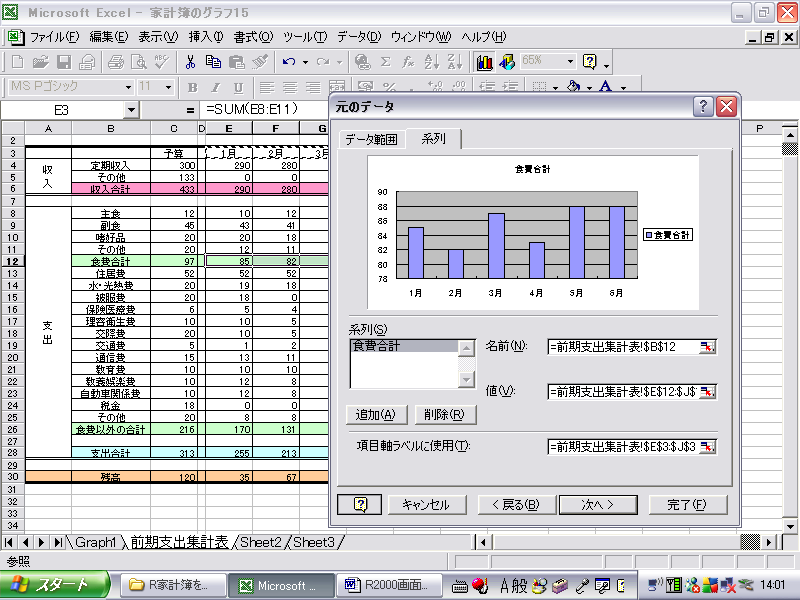 Microsoft Excel - 家計簿のグラフ15
ファイル(F) 編集(E) 表示(V) 挿入(I) 書式(O) ツール(T) データ(D) ウィンドウ(W) ヘルプ(H)
65%
MS Pゴシック 11 B I U
E3 = =SUM(E8:E11)
A B C D E F G P
2
3 予算 1月 2月 3月
4 定期収入 300 290 280
5 その他 133 0 0
6 収入合計 433 290 280
収入
7
8 主食 12 10 12
9 副食 45 43 41
10 嗜好品 20 20 18
11 その他 20 12 11
12 食費合計 97 85 82
13 住居費 52 52 52
14 水・光熱費 20 19 18
15 被服費 20 18 0
16 保険医療費 6 5 4
17 理容衛生費 10 10 5
18 交際費 20 10 5
19 交通費 5 1 2
20 通信費 15 13 11
21 教育費 10 10 10
22 教養娯楽費 10 12 8
23 自動車関係費 10 12 8
24 税金 18 0 0
25 その他 20 8 8
26 食費以外の合計 216 170 131
支出
27
28 支出合計 313 255 213
29
30 残高 120 35 67
31
32
33
34
元のデータ
データ範囲 系列
食費合計
90
88
86
84
82
80
78
1月 2月 3月 4月 5月 6月
食費合計
系列(S)
食費合計
名前(N): =前期支出集計表!$B$12
値(V): =前期支出集計表!$E$12:$J$
追加(A) 削除(R)
項目軸ラベルに使用(T): =前期支出集計表!$E$3:$J$3
キャンセル < 戻る(B) 次へ > 完了(F)
Graph1 前期支出集計表 Sheet2 Sheet3
参照
スタート R家計簿を... Microsoft ... R2000画面... A 般 14:01